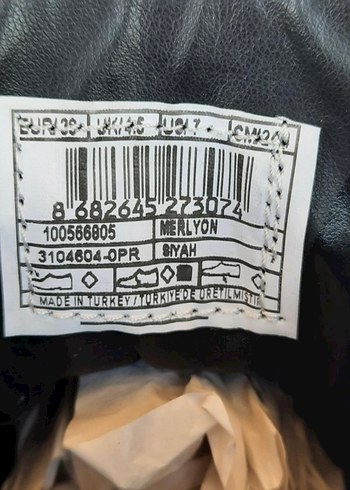 EUR/39 UK/4.5 US/7 CM/24
8 682645 273074
100566805 MERLYON
3104604-0PR SIYAH
MADE IN TURKEY/TÜRKİYEDE ÜRETİLMİŞTİR